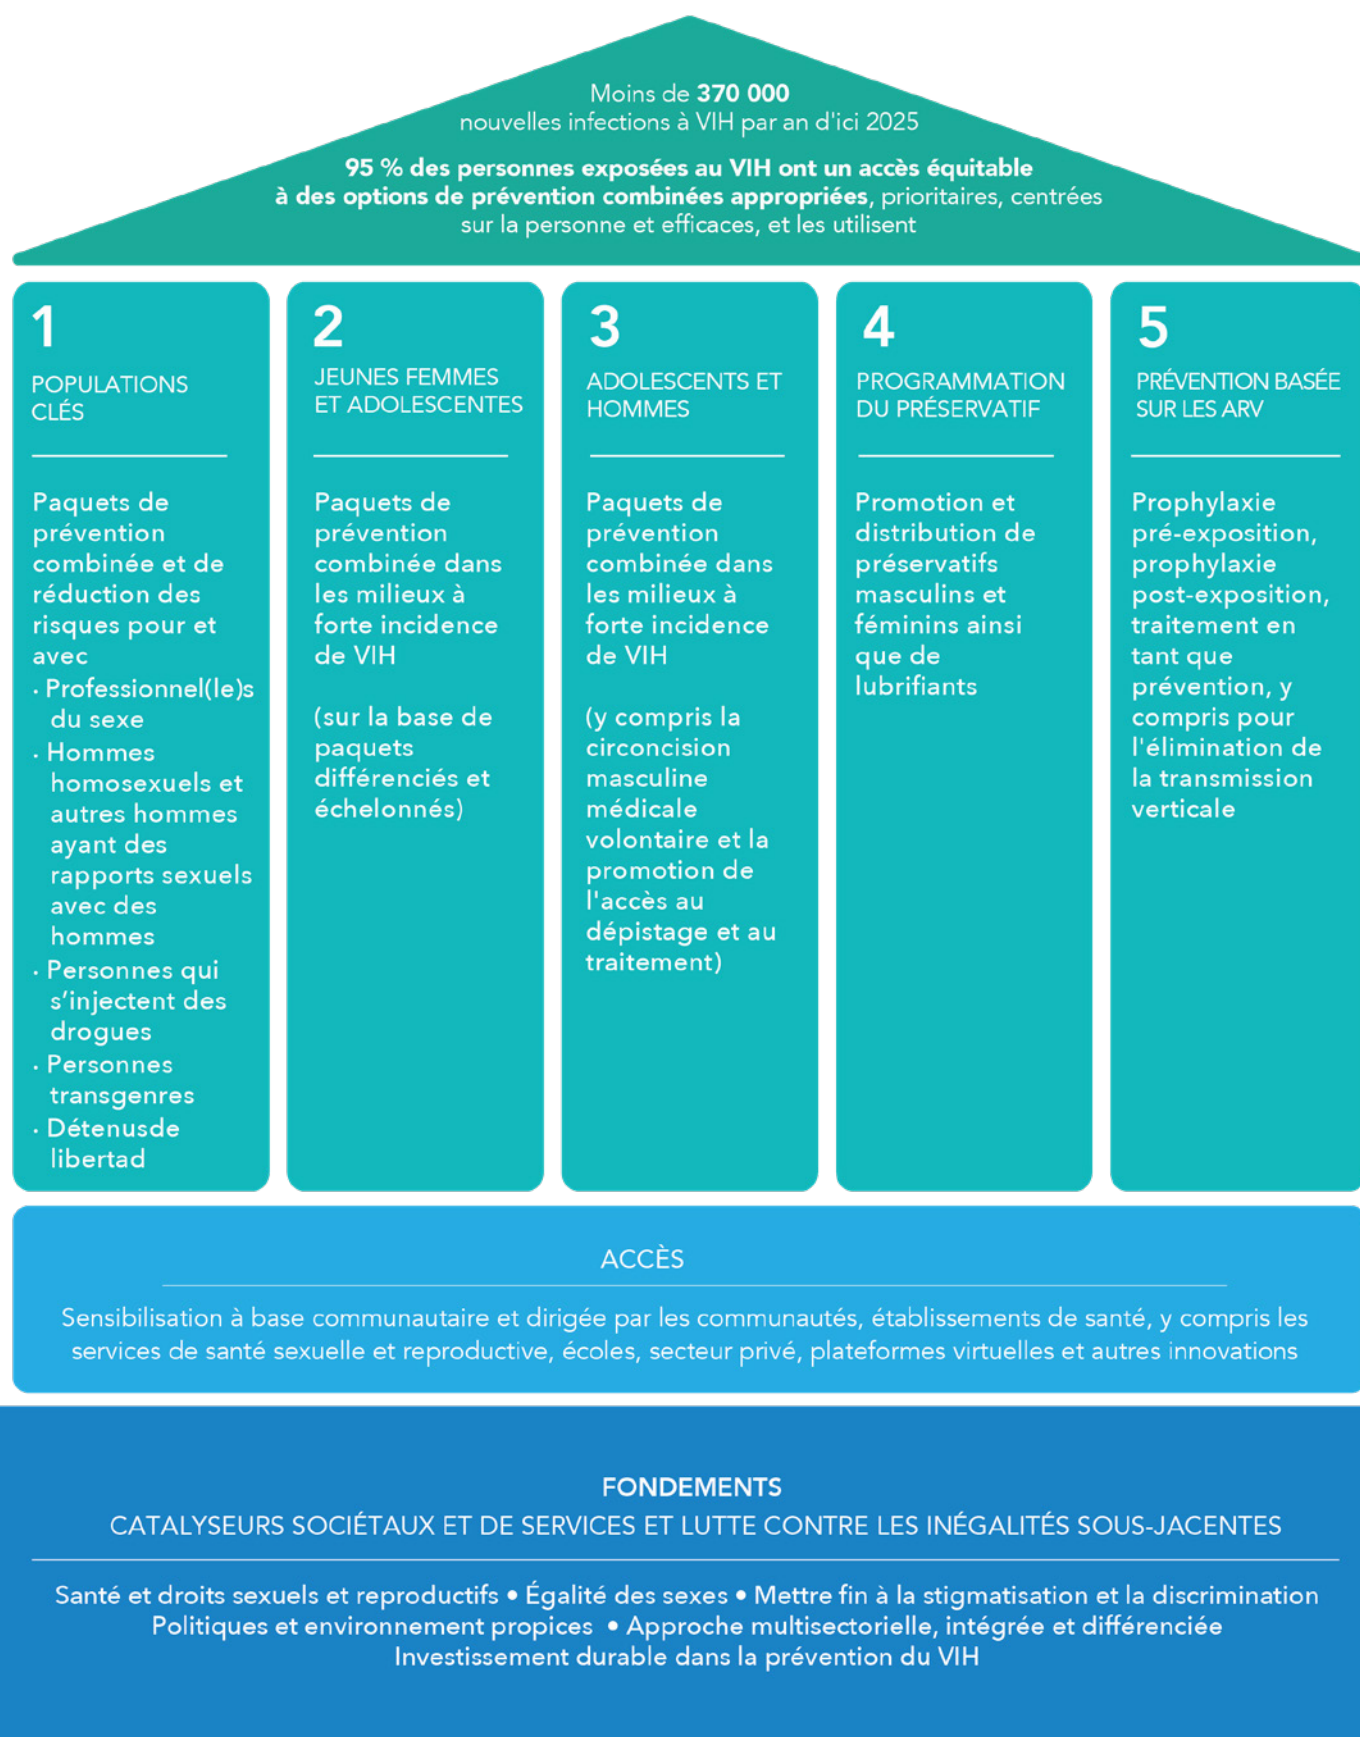 Moins de 370 000
nouvelles infections à VIH par an d'ici 2025
95 % des personnes exposées au VIH ont un accès équitable
à des options de prévention combinées appropriées, prioritaires, centrées
sur la personne et efficaces, et les utilisent
1
POPULATIONS
CLÉS
Paquets de
prévention
combinée et de
réduction des
risques pour et
avec
· Professionnel(le)s
du sexe
· Hommes
homosexuels et
autres hommes
ayant des
rapports sexuels
avec des
hommes
· Personnes qui
s'injectent des
drogues
· Personnes
transgenres
· Détenusde
libertad
2
JEUNES FEMMES
ET ADOLESCENTES
Paquets de
prévention
combinée dans
les milieux à
forte incidence
de VIH
(sur la base de
paquets
différenciés et
échelonnés)
3
ADOLESCENTS ET
HOMMES
Paquets de
prévention
combinée dans
les milieux à
forte incidence
de VIH
(y compris la
circoncision
masculine
médicale
volontaire et la
promotion de
l'accès au
dépistage et au
traitement)
4
PROGRAMMATION
DU PRÉSERVATIF
Promotion et
distribution de
préservatifs
masculins et
féminins ainsi
que de
lubrifiants
5
PRÉVENTION BASÉE
SUR LES ARV
Prophylaxie
pré-exposition,
prophylaxie
post-exposition,
traitement en
tant que
prévention, y
compris pour
l'élimination de
la transmission
verticale
ACCÈS
Sensibilisation à base communautaire et dirigée par les communautés, établissements de santé, y compris les
services de santé sexuelle et reproductive, écoles, secteur privé, plateformes virtuelles et autres innovations
FONDEMENTS
CATALYSEURS SOCIÉTAUX ET DE SERVICES ET LUTTE CONTRE LES INÉGALITÉS SOUS-JACENTES
Santé et droits sexuels et reproductifs • Égalité des sexes • Mettre fin à la stigmatisation et la discrimination
Politiques et environnement propices • Approche multisectorielle, intégrée et différenciée
Investissement durable dans la prévention du VIH